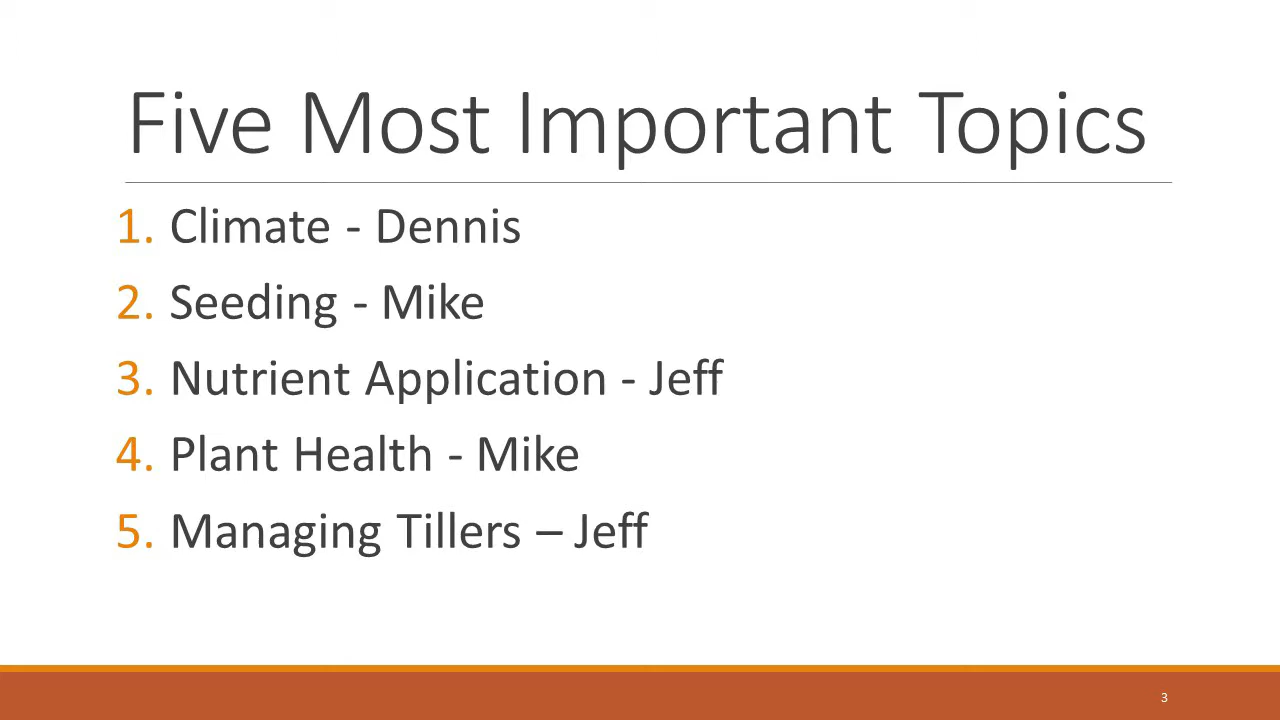 Five Most Important Topics
1. Climate - Dennis
2. Seeding - Mike
3. Nutrient Application - Jeff
4. Plant Health - Mike
5. Managing Tillers – Jeff
3